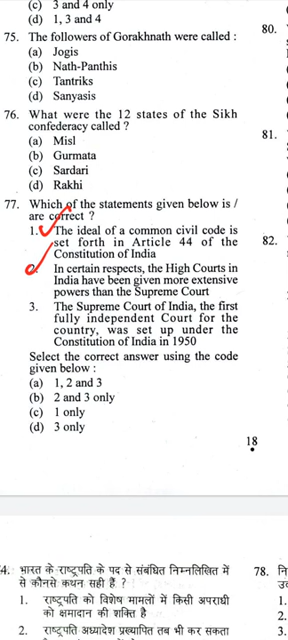 (c) 3 and 4 only
(d) 1, 3 and 4
75. The followers of Gorakhnath were called :
(a) Jogis
(b) Nath-Panthis
(c) Tantriks
(d) Sanyasis
76. What were the 12 states of the Sikh
confederacy called ?
(a) Misl
(b) Gurmata
(c) Sardari
(d) Rakhi
77. Which of the statements given below is /
are correct ?
1. The ideal of a common civil code is
set forth in Article 44 of the
Constitution of India
2. In certain respects, the High Courts in
India have been given more extensive
powers than the Supreme Court
3. The Supreme Court of India, the first
fully independent Court for the
country, was set up under the
Constitution of India in 1950
Select the correct answer using the code
given below :
(a) 1, 2 and 3
(b) 2 and 3 only
(c) 1 only
(d) 3 only
80.
81.
82.
18
4. भारत के राष्ट्रपति के पद से संबंधित निम्नलिखित में
से कौनसे कथन सही हैं ?
1. राष्ट्रपति को विशेष मामलों में किसी अपराधी
को क्षमादान की शक्ति है
2. राष्ट्रपति अध्यादेश प्रख्यापित तब भी कर सकता
78. नि
1.
2.
3.